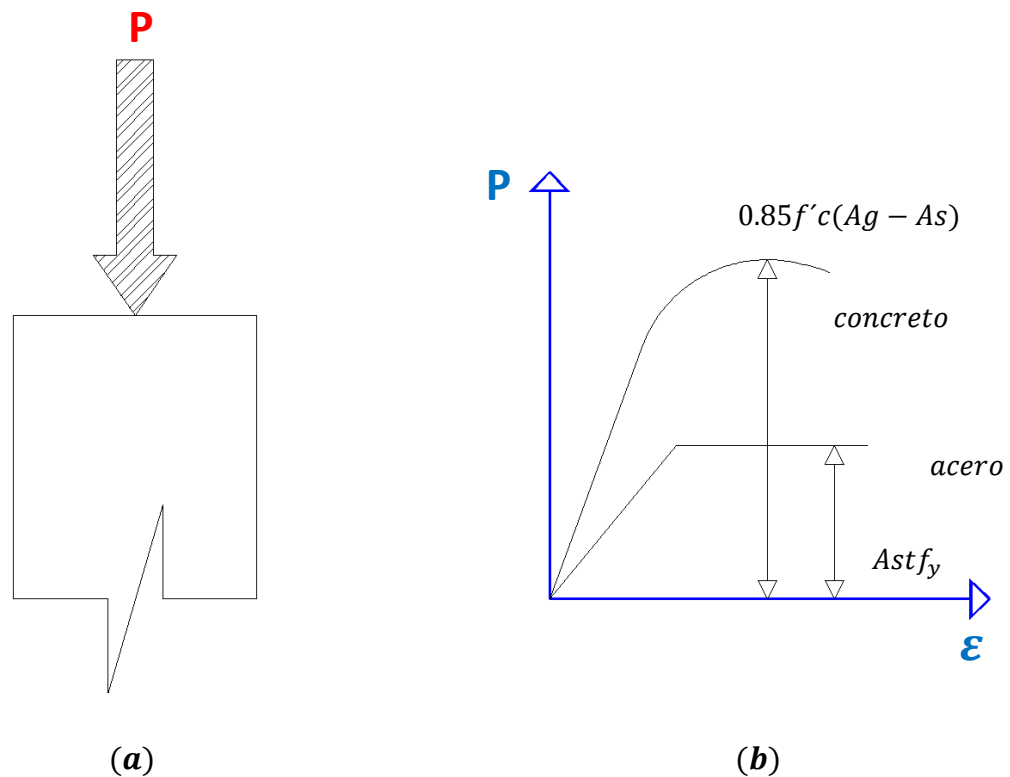 P
P
0.85f´c(Ag − As)
concreto
acero
Astf_y
ε
(a)
(b)